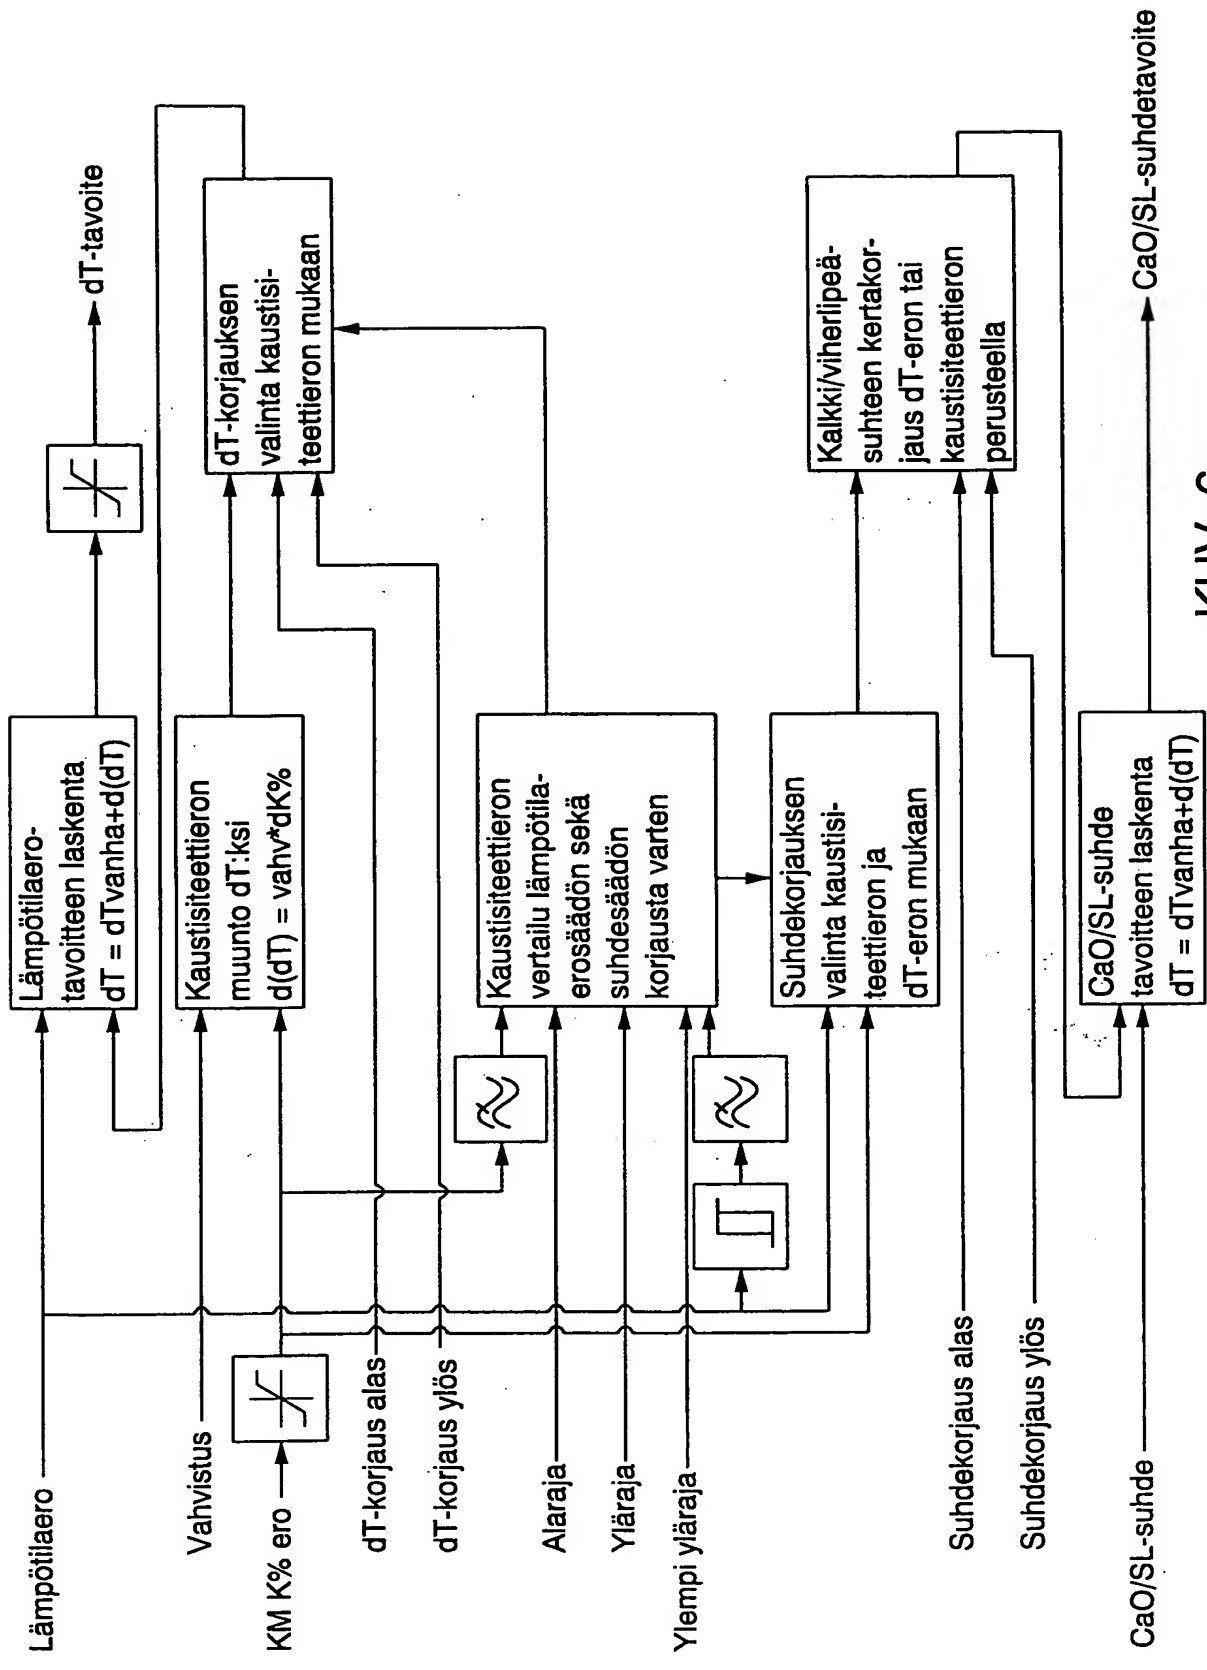 Lämpötilaero
Vahvistus
KM K% ero
dT-korjaus alas
dT-korjaus ylös
Alaraja
Yläraja
Ylempi yläraja
Suhdekorjaus alas
Suhdekorjaus ylös
CaO/SL-suhde
Lämpötilaero-
tavoitteen laskenta
dT = dTvanha+d(dT)
Kaustisiteettieron
muunto dT:ksi
d(dT) = vahv*dK%
Kaustisiteettieron
vertailu lämpötila-
erosäädön sekä
suhdesäädön
korjausta varten
Suhdekorjauksen
valinta kaustisi-
teettieron ja
dT-eron mukaan
CaO/SL-suhde
tavoitteen laskenta
dT = dTvanha+d(dT)
dT-korjauksen
valinta kaustisi-
teettieron mukaan
Kalkki/viherlipeä-
suhteen kertakor-
jaus dT-eron tai
kaustisiteettieron
perusteella
dT-tavoite
CaO/SL-suhdetavoite